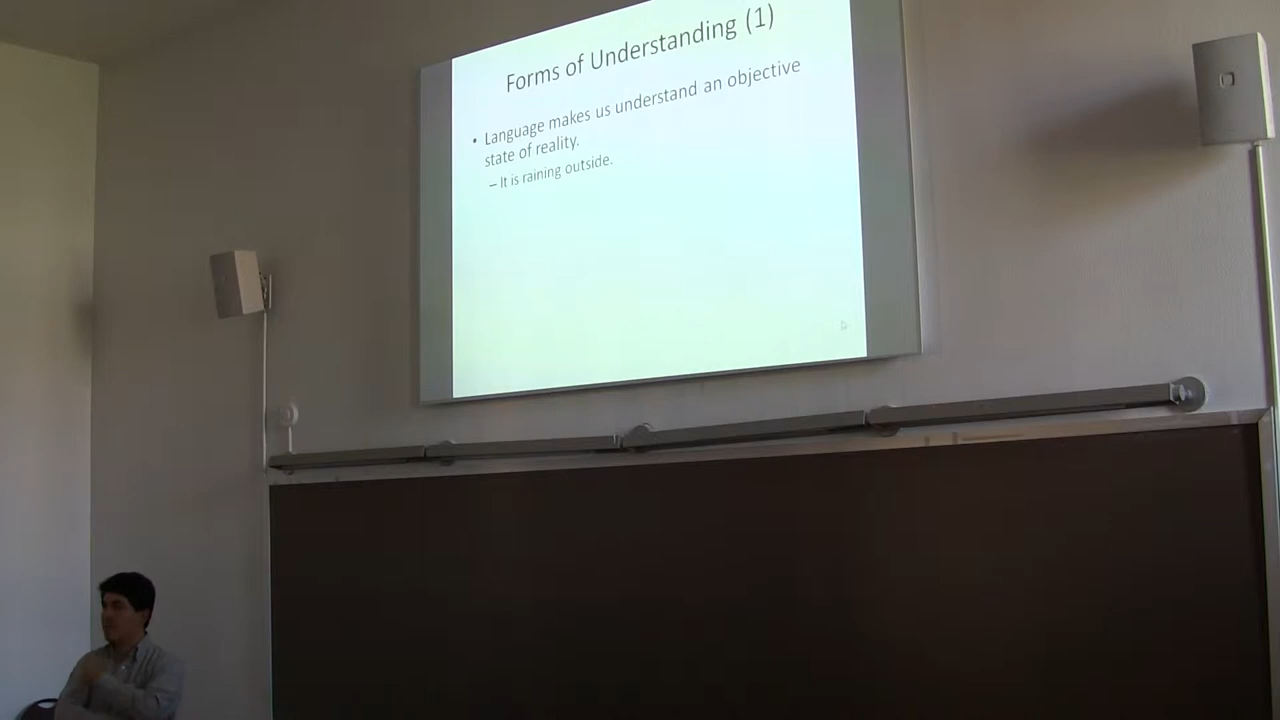 Forms of Understanding (1)
• Language makes us understand an objective
state of reality.
– It is raining outside.